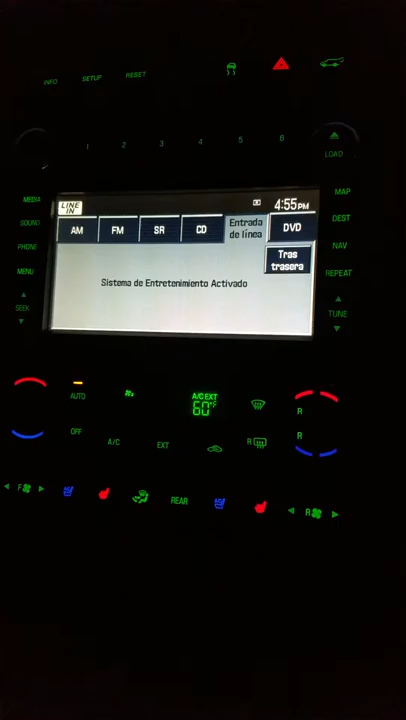 INFO SETUP RESET
1 2 3 4 5 6
LOAD
MEDIA
SOUND
PHONE
MENU
SEEK
LINE IN
4:55PM
AM FM SR CD Entrada de línea DVD
Tras trasera
Sistema de Entretenimiento Activado
MAP
DEST
NAV
REPEAT
TUNE
AUTO
A/C EXT
60°F
R
R
OFF
A/C
EXT
R
F
REAR
R